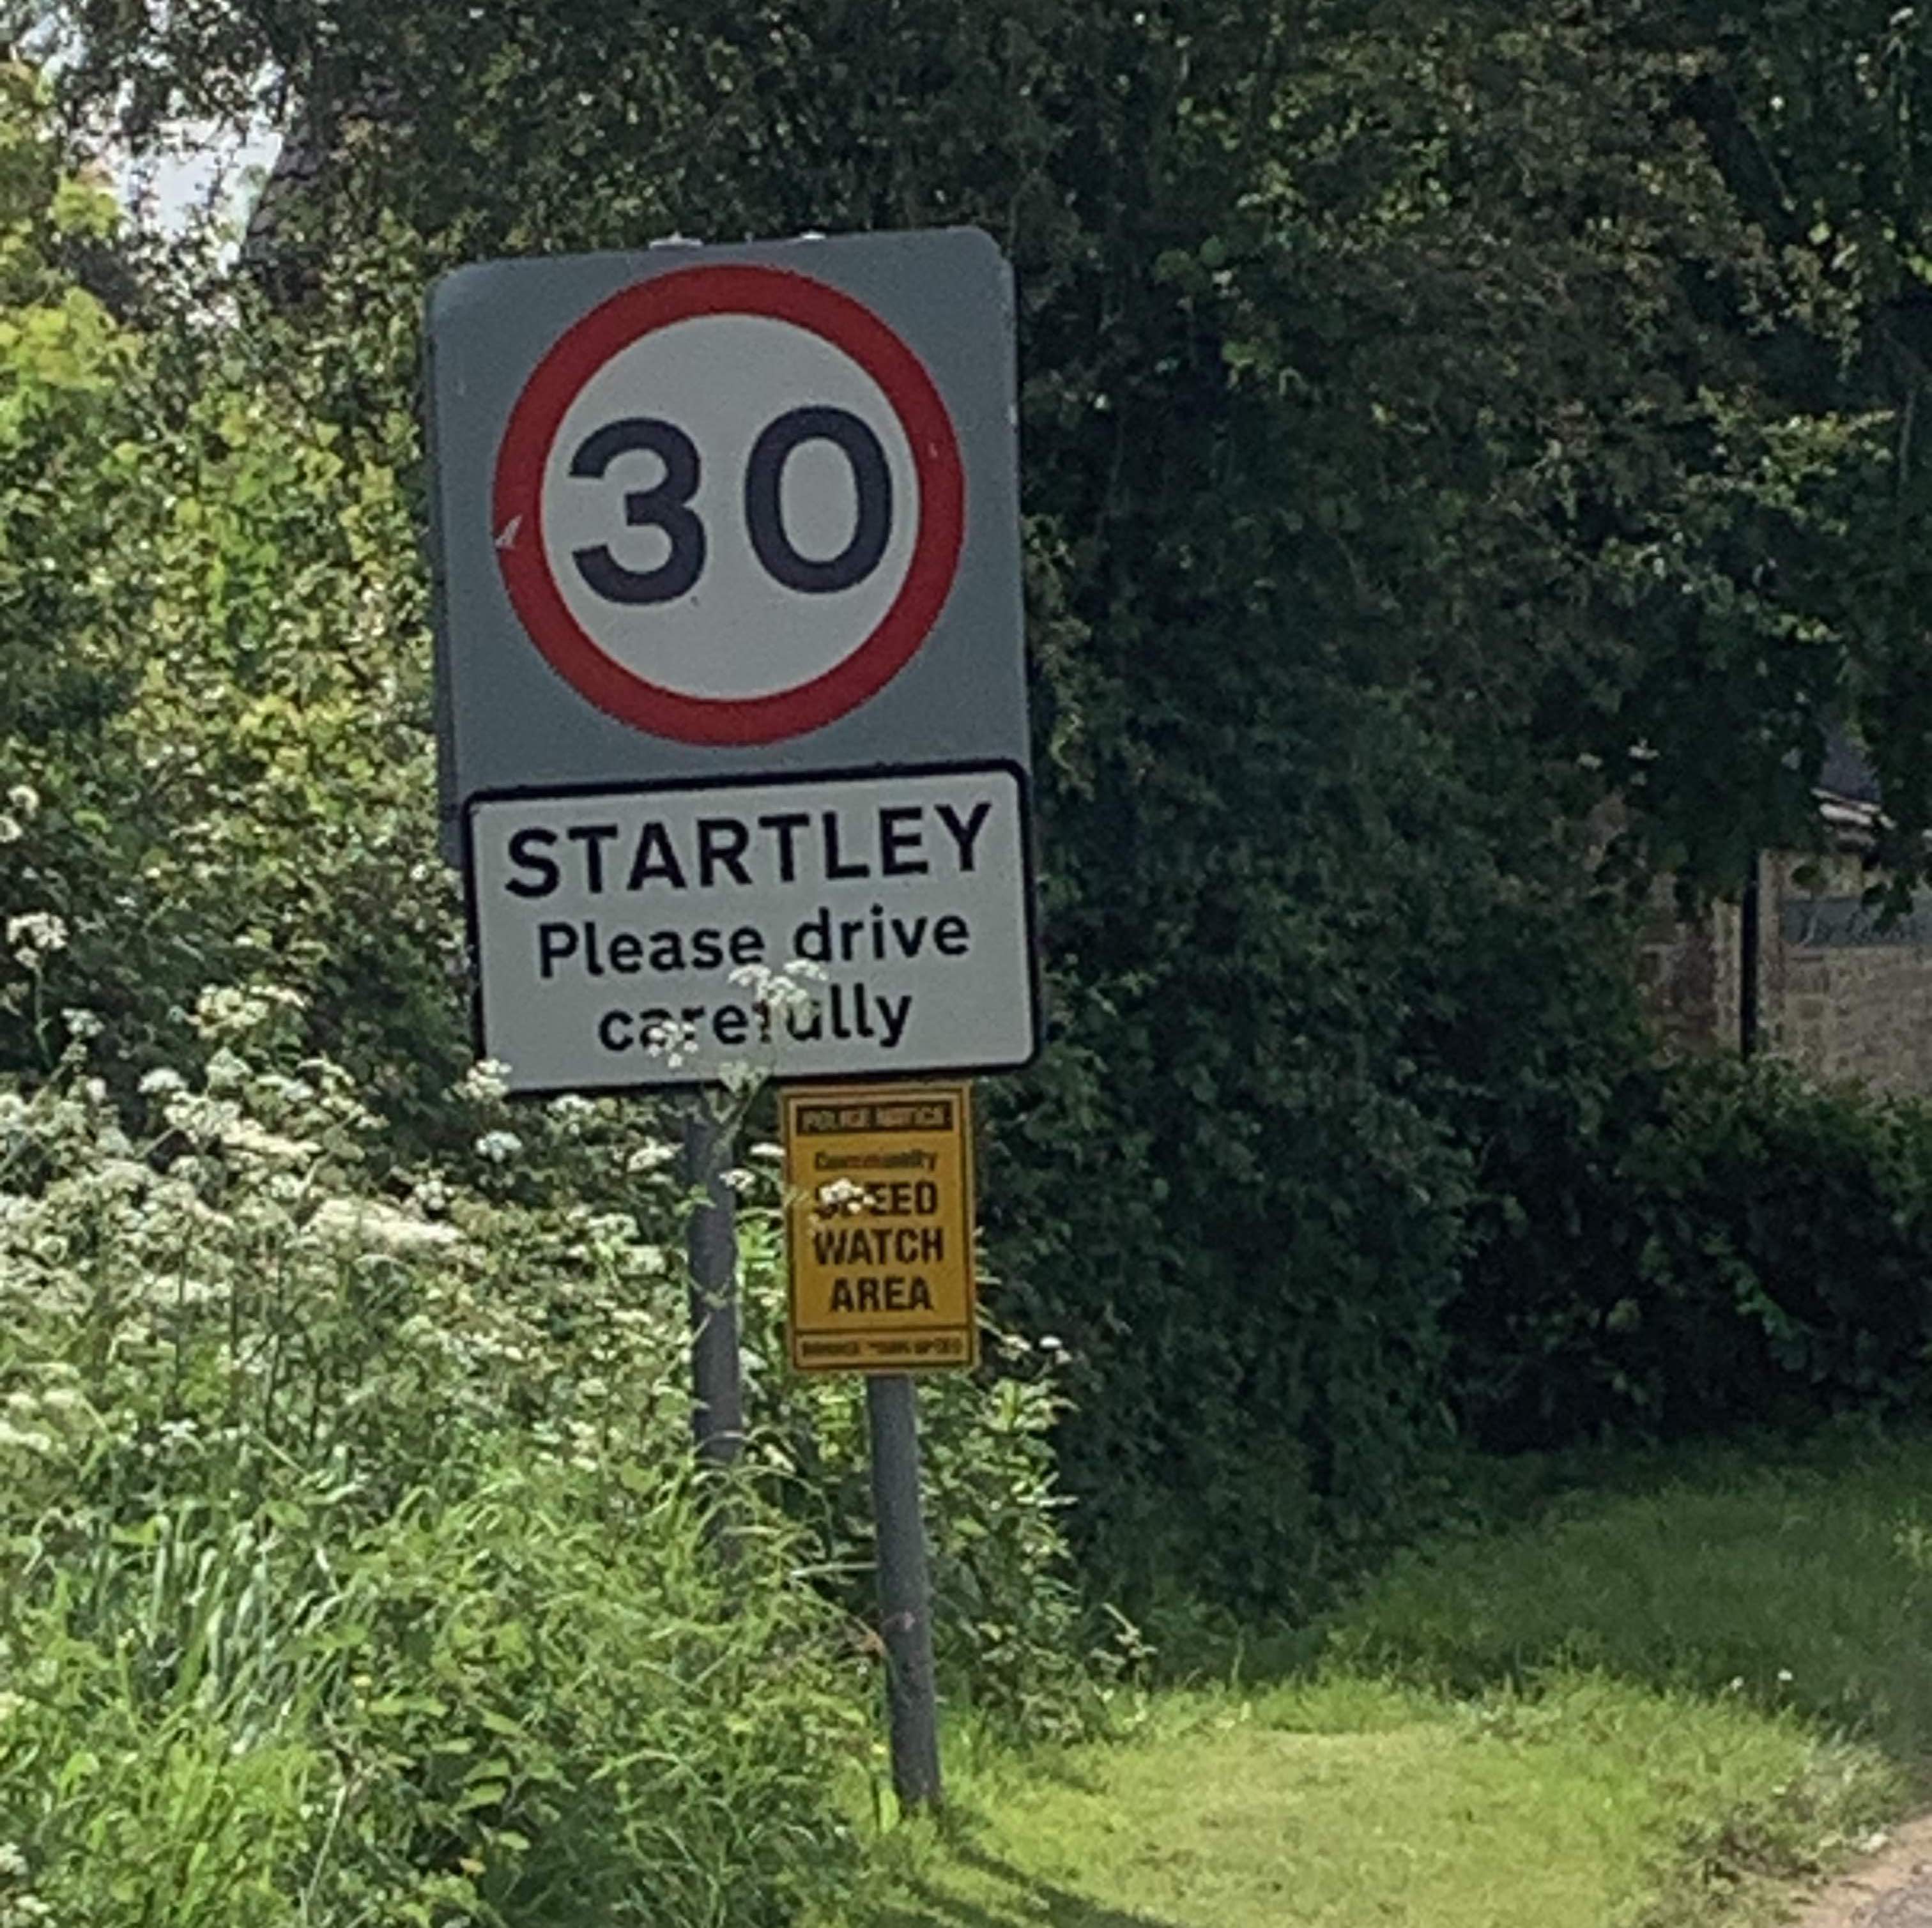 30
STARTLEY
Please drive
carefully
POLICE NOTICE
Community
SPEED
WATCH
AREA